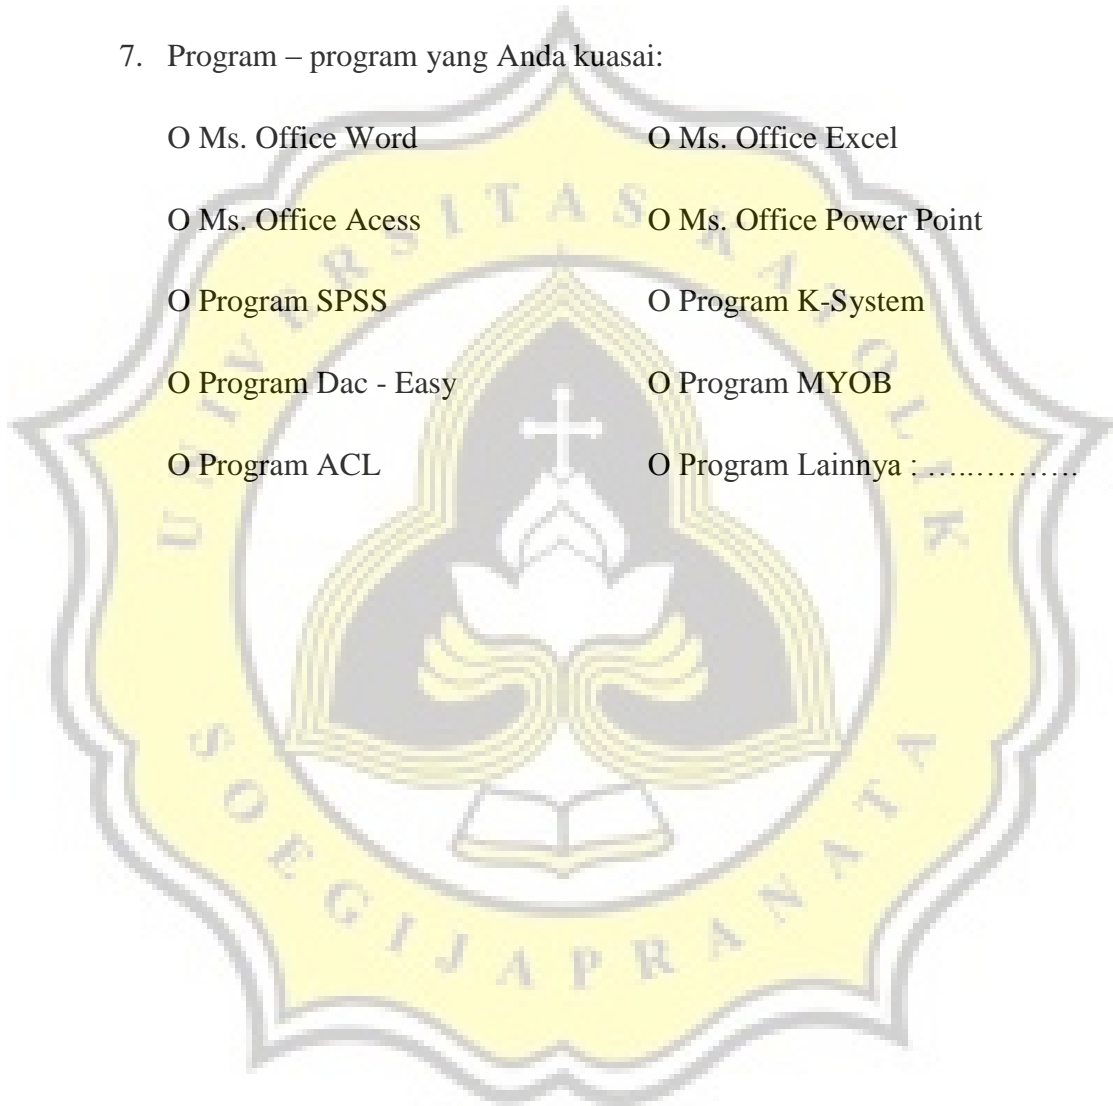 7. Program – program yang Anda kuasai:
O Ms. Office Word O Ms. Office Excel
O Ms. Office Acess O Ms. Office Power Point
O Program SPSS O Program K-System
O Program Dac - Easy O Program MYOB
O Program ACL O Program Lainnya : …..……….
UNIVERSITAS KATOLIK
SOEGIJAPRANATA